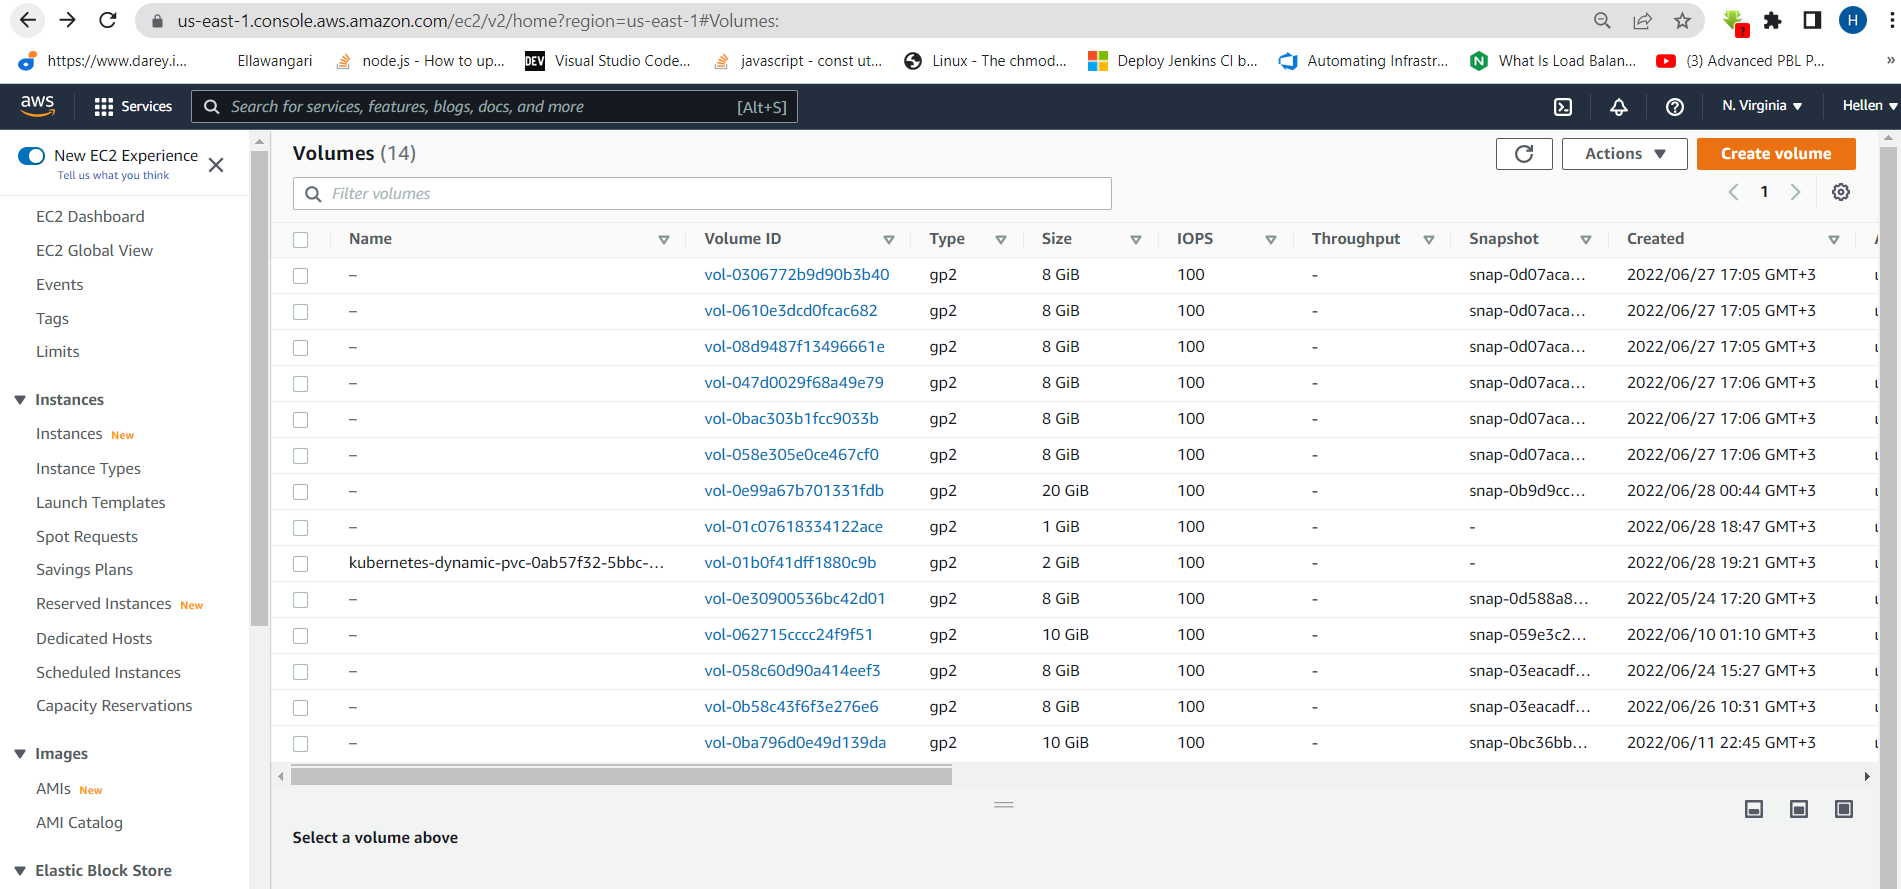 us-east-1.console.aws.amazon.com/ec2/v2/home?region=us-east-1#Volumes:
H
?
https://www.darey.i... Ellawangari node.js - How to up... DEV Visual Studio Code... javascript - const ut... Linux - The chmod... Deploy Jenkins CI b... Automating Infrastr... N What Is Load Balan... (3) Advanced PBL P... »
aws Services Search for services, features, blogs, docs, and more [Alt+S] N. Virginia Hellen
New EC2 Experience
Tell us what you think
EC2 Dashboard
EC2 Global View
Events
Tags
Limits
Instances
Instances New
Instance Types
Launch Templates
Spot Requests
Savings Plans
Reserved Instances New
Dedicated Hosts
Scheduled Instances
Capacity Reservations
Images
AMIs New
AMI Catalog
Elastic Block Store
Volumes (14) Actions Create volume
Filter volumes 1
Name Volume ID Type Size IOPS Throughput Snapshot Created
– vol-0306772b9d90b3b40 gp2 8 GiB 100 - snap-0d07aca... 2022/06/27 17:05 GMT+3
– vol-0610e3dcd0fcac682 gp2 8 GiB 100 - snap-0d07aca... 2022/06/27 17:05 GMT+3
– vol-08d9487f13496661e gp2 8 GiB 100 - snap-0d07aca... 2022/06/27 17:05 GMT+3
– vol-047d0029f68a49e79 gp2 8 GiB 100 - snap-0d07aca... 2022/06/27 17:06 GMT+3
– vol-0bac303b1fcc9033b gp2 8 GiB 100 - snap-0d07aca... 2022/06/27 17:06 GMT+3
– vol-058e305e0ce467cf0 gp2 8 GiB 100 - snap-0d07aca... 2022/06/27 17:06 GMT+3
– vol-0e99a67b701331fdb gp2 20 GiB 100 - snap-0b9d9cc... 2022/06/28 00:44 GMT+3
– vol-01c07618334122ace gp2 1 GiB 100 - - 2022/06/28 18:47 GMT+3
kubernetes-dynamic-pvc-0ab57f32-5bbc-... vol-01b0f41dff1880c9b gp2 2 GiB 100 - - 2022/06/28 19:21 GMT+3
– vol-0e30900536bc42d01 gp2 8 GiB 100 - snap-0d588a8... 2022/05/24 17:20 GMT+3
– vol-062715cccc24f9f51 gp2 10 GiB 100 - snap-059e3c2... 2022/06/10 01:10 GMT+3
– vol-058c60d90a414eef3 gp2 8 GiB 100 - snap-03eacadf... 2022/06/24 15:27 GMT+3
– vol-0b58c43f6f3e276e6 gp2 8 GiB 100 - snap-03eacadf... 2022/06/26 10:31 GMT+3
– vol-0ba796d0e49d139da gp2 10 GiB 100 - snap-0bc36bb... 2022/06/11 22:45 GMT+3
Select a volume above